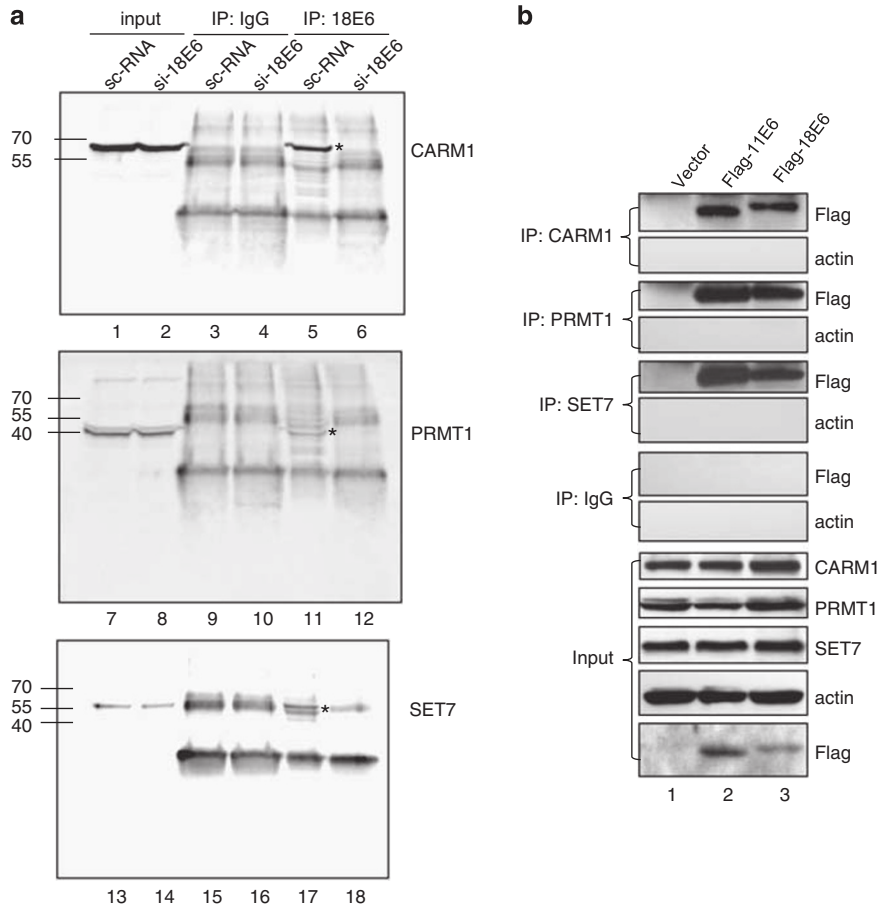 a
input IP: IgG IP: 18E6
sc-RNA si-18E6 sc-RNA si-18E6 sc-RNA si-18E6
70
55
*
CARM1
1 2 3 4 5 6
70
55
40
*
PRMT1
7 8 9 10 11 12
70
55
40
*
SET7
13 14 15 16 17 18
b
Vector Flag-11E6 Flag-18E6
IP: CARM1
Flag
actin
IP: PRMT1
Flag
actin
IP: SET7
Flag
actin
IP: IgG
Flag
actin
Input
CARM1
PRMT1
SET7
actin
Flag
1 2 3